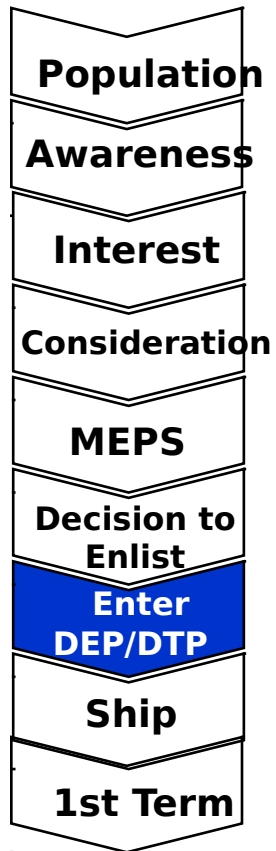 Population
Awareness
Interest
Consideration
MEPS
Decision to
Enlist
Enter
DEP/DTP
Ship
1st Term